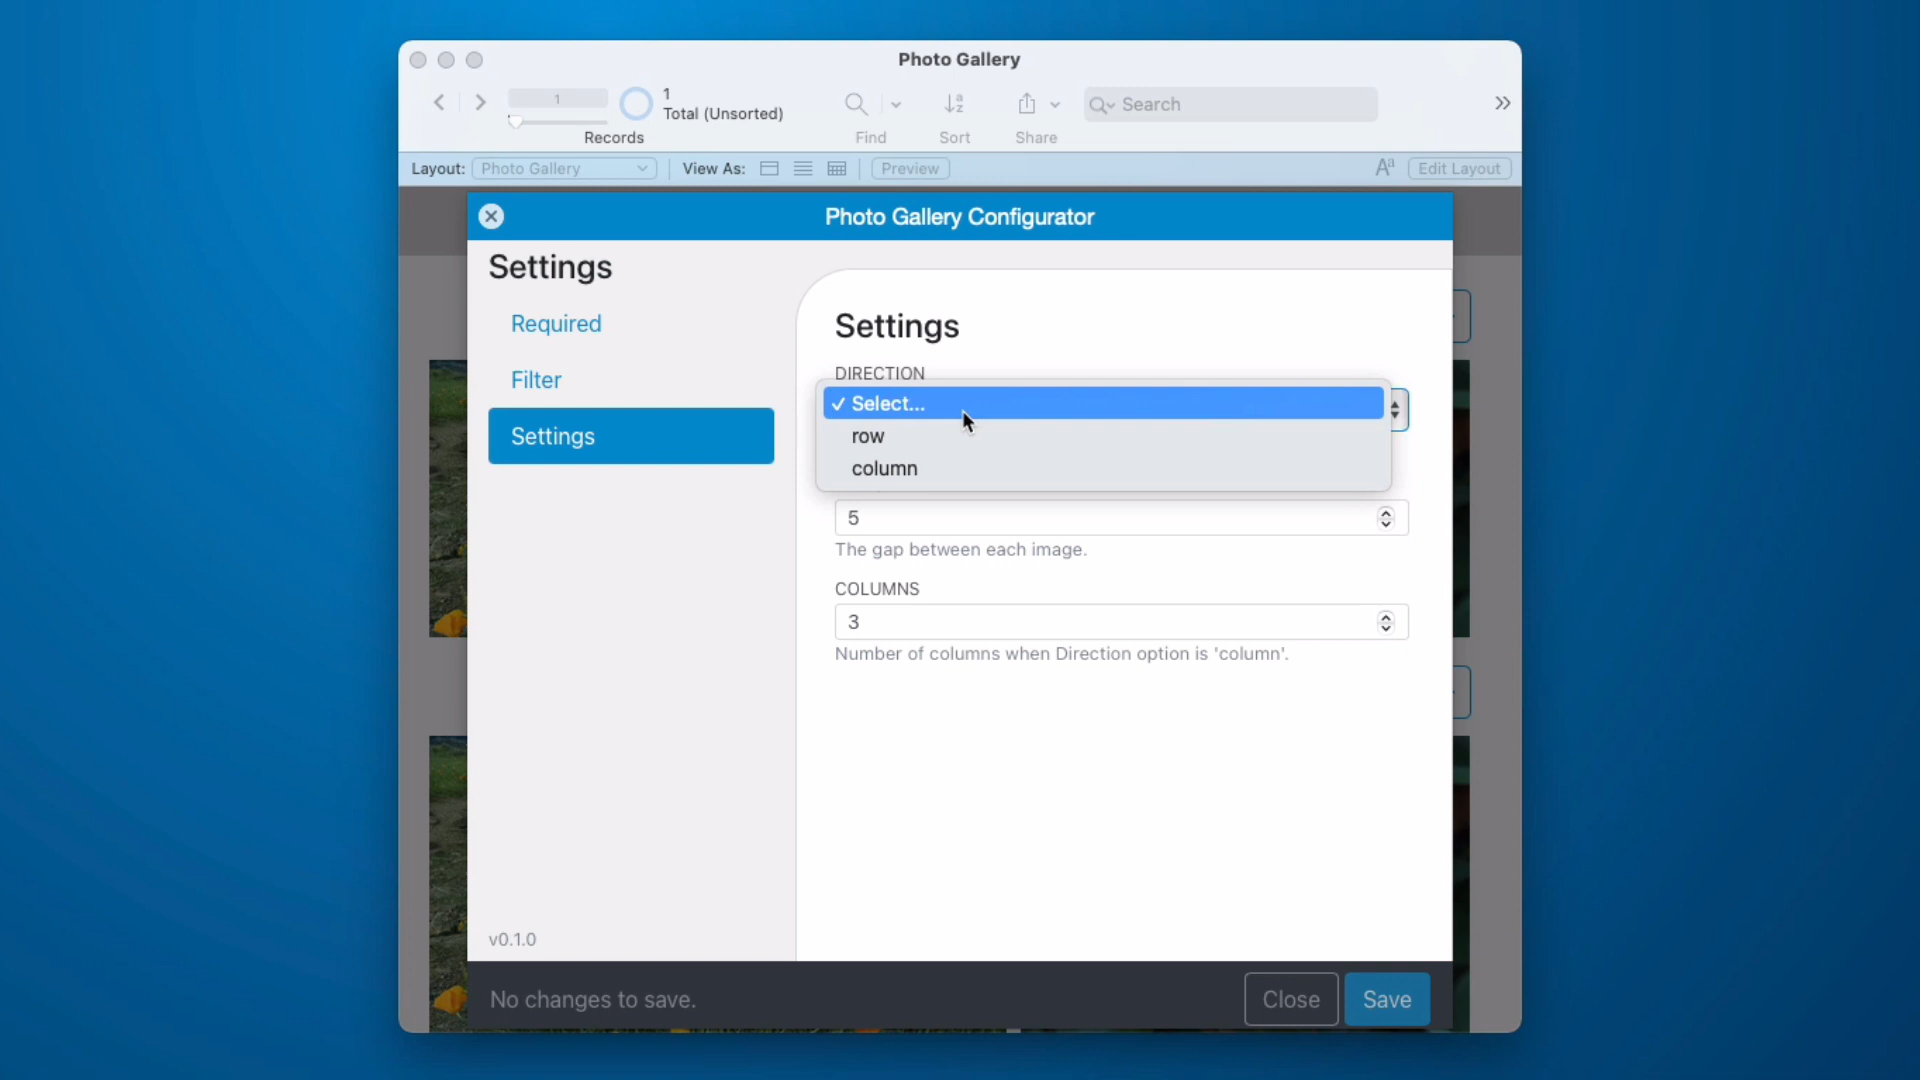 Photo Gallery
1
1
Total (Unsorted)
Records
Find
Sort
Share
Search
Layout: Photo Gallery
View As:
Preview
Aa
Edit Layout
Photo Gallery Configurator
Settings
Required
Filter
Settings
v0.1.0
Settings
DIRECTION
✓ Select...
row
column
5
The gap between each image.
COLUMNS
3
Number of columns when Direction option is 'column'.
No changes to save.
Close
Save